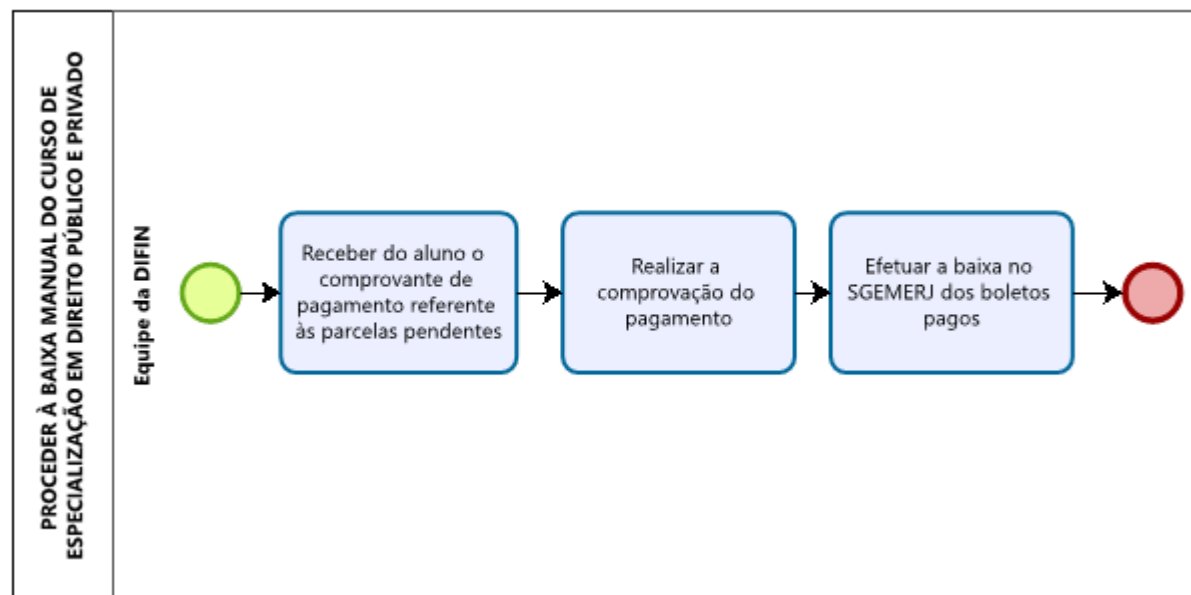 PROCEDER À BAIXA MANUAL DO CURSO DE
ESPECIALIZAÇÃO EM DIREITO PÚBLICO E PRIVADO
Equipe da DIFIN
Receber do aluno o
comprovante de
pagamento referente
às parcelas pendentes
Realizar a
comprovação do
pagamento
Efetuar a baixa no
SGEMERJ dos boletos
pagos